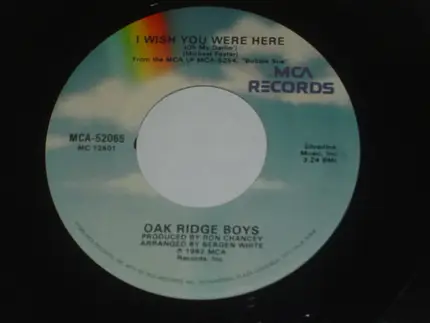 I WISH YOU WERE HERE
(Oh My Darlin')
(Michael Foster)
From the MCA LP MCA-5294, "Bobbie Sue"
MCA
RECORDS
MCA-52065
MC 12601
Silverline
Music, Inc.
3:24 BMI
OAK RIDGE BOYS
PRODUCED BY RON CHANCEY
ARRANGED BY BERGEN WHITE
℗ 1982 MCA
Records, Inc.